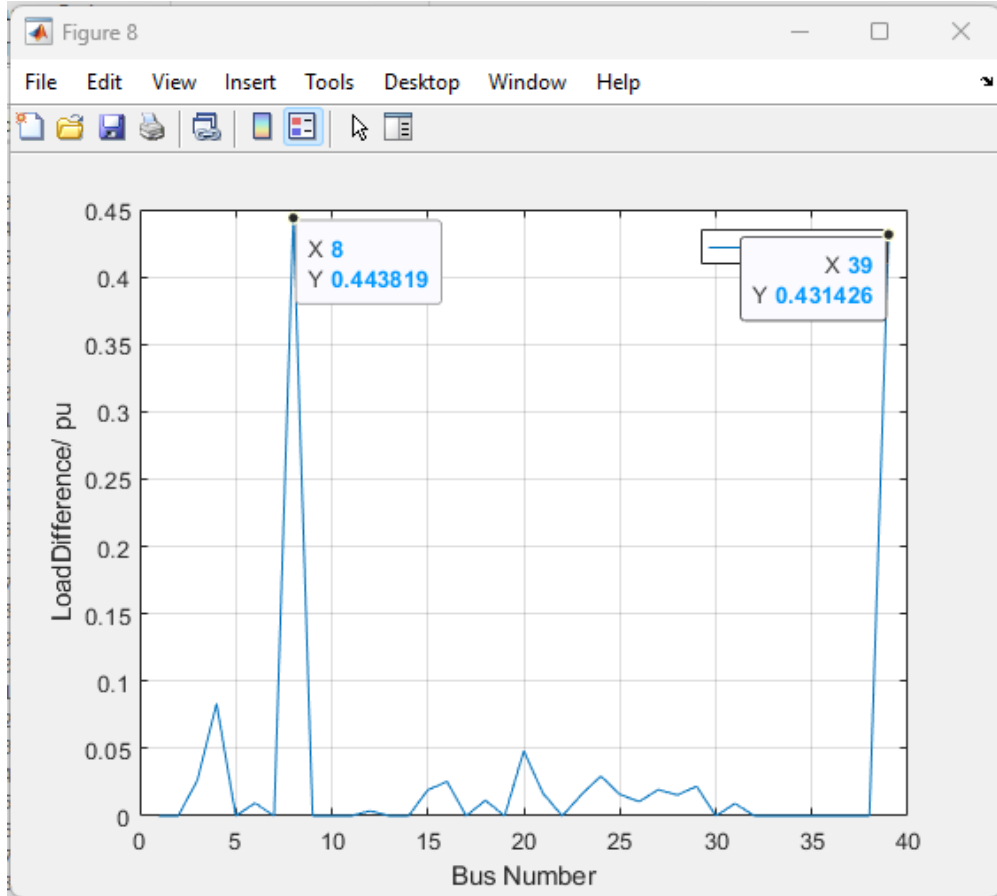 Figure 8
File Edit View Insert Tools Desktop Window Help
0.45
0.4
0.35
0.3
0.25
0.2
0.15
0.1
0.05
0
Load Difference/ pu
X 8
Y 0.443819
X 39
Y 0.431426
0 5 10 15 20 25 30 35 40
Bus Number